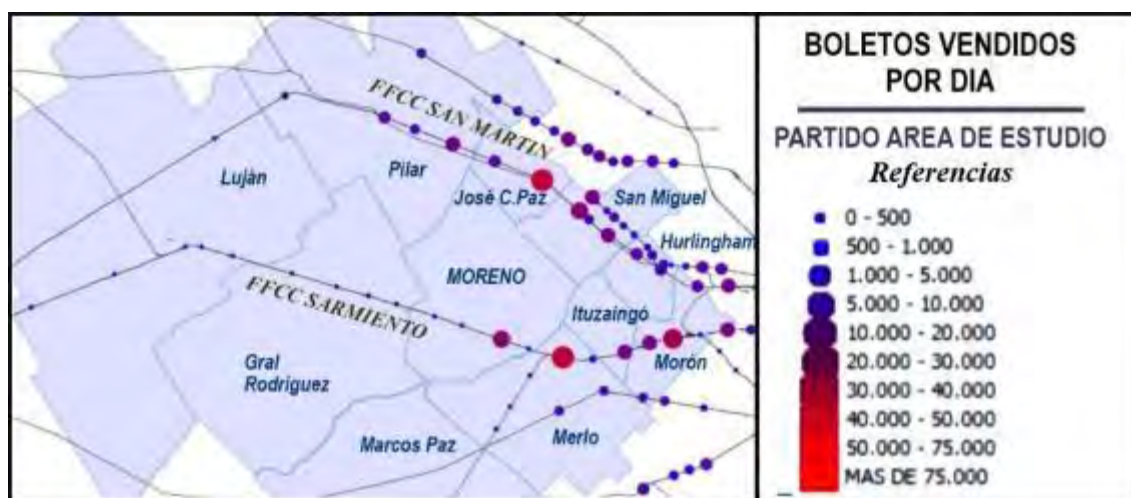 BOLETOS VENDIDOS
POR DIA
PARTIDO AREA DE ESTUDIO
Referencias
0 - 500
500 - 1.000
1.000 - 5.000
5.000 - 10.000
10.000 - 20.000
20.000 - 30.000
30.000 - 40.000
40.000 - 50.000
50.000 - 75.000
MAS DE 75.000
FFCC SAN MARTIN
Luján
Pilar
José C.Paz
San Miguel
Hurlingham
MORENO
FFCC SARMIENTO
Ituzaingó
Morón
Gral
Rodríguez
Marcos Paz
Merlo